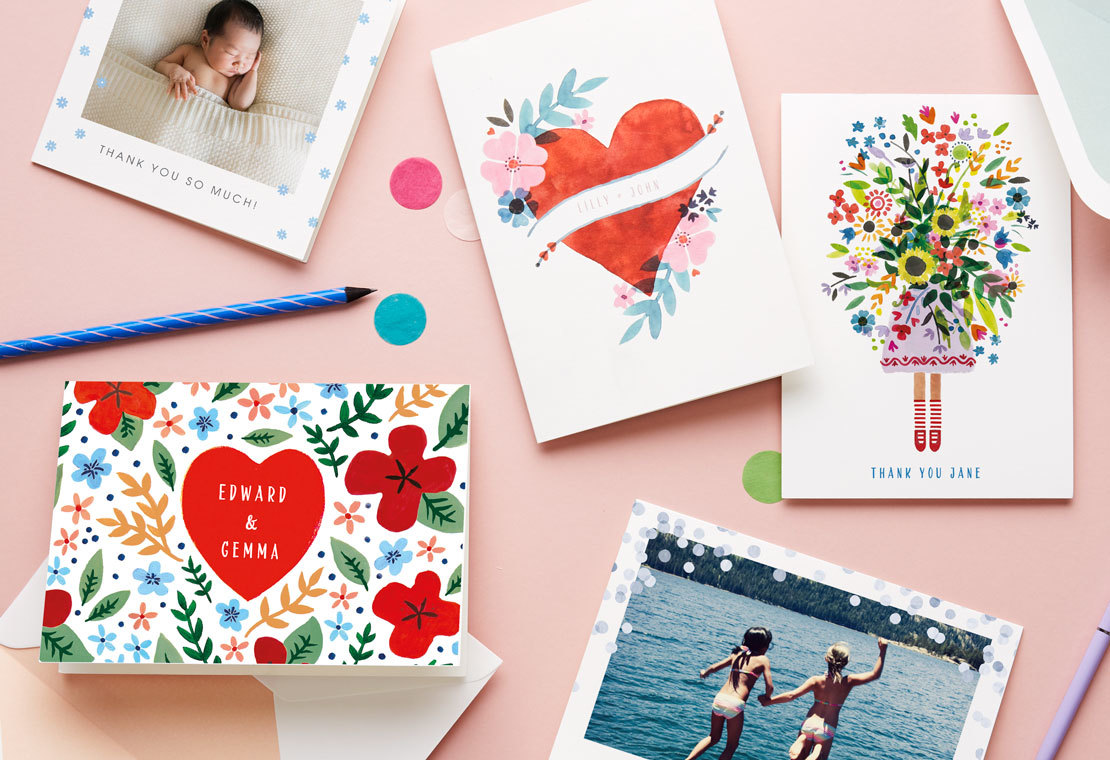 THANK YOU SO MUCH!
LILLY + JOHN
THANK YOU JANE
EDWARD
&
GEMMA